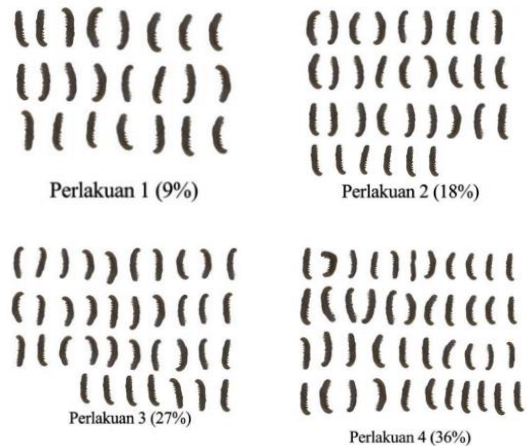 Perlakuan 1 (9%)
Perlakuan 2 (18%)
Perlakuan 3 (27%)
Perlakuan 4 (36%)